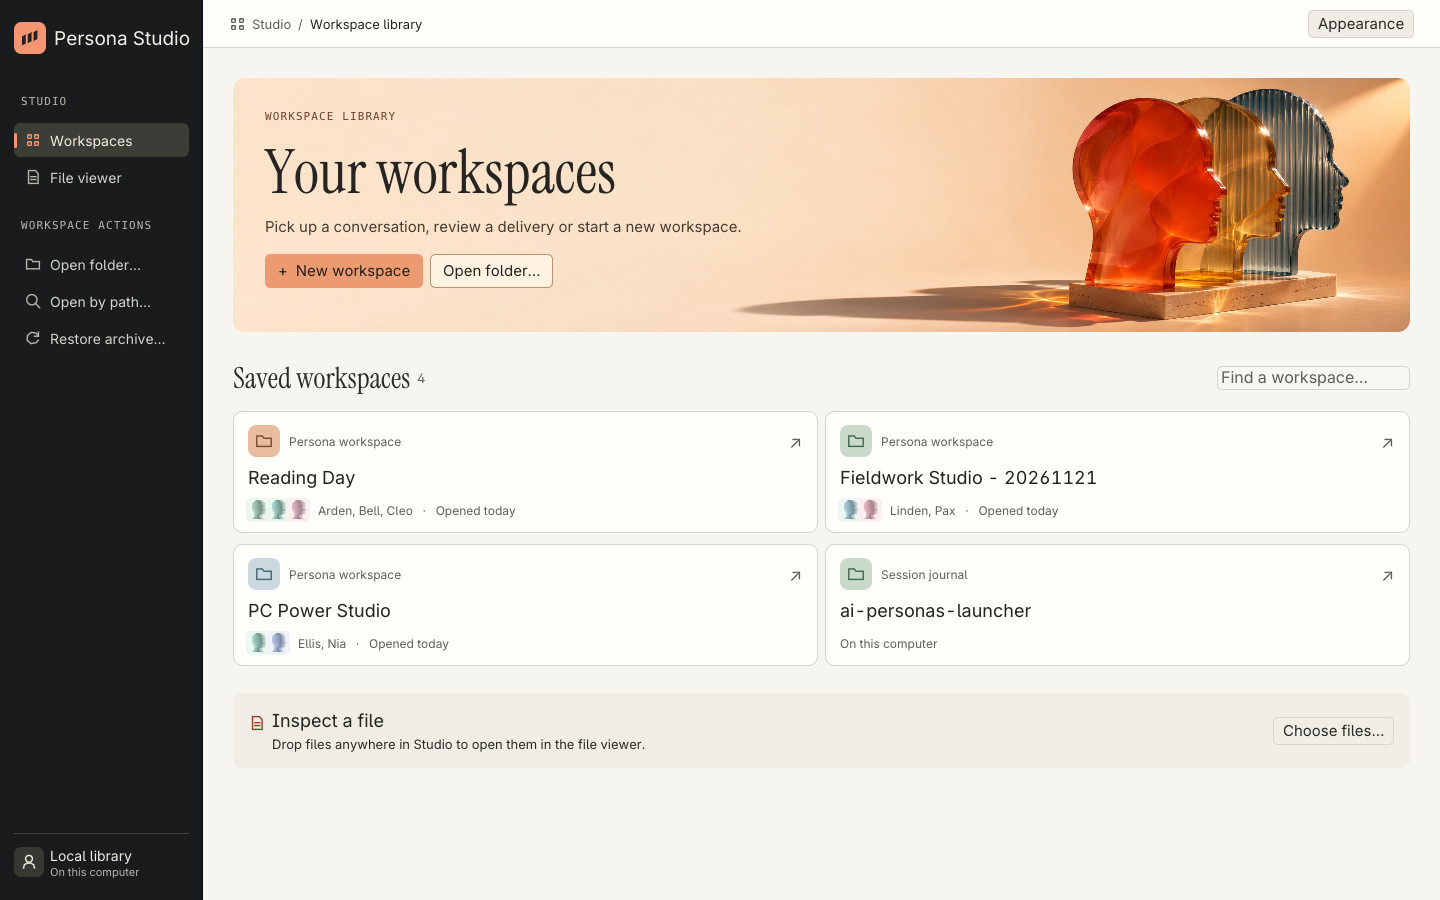 Persona Studio
STUDIO
Workspaces
File viewer
WORKSPACE ACTIONS
Open folder...
Open by path...
Restore archive...
Local library
On this computer
Studio / Workspace library
Appearance
WORKSPACE LIBRARY
Your workspaces
Pick up a conversation, review a delivery or start a new workspace.
+ New workspace
Open folder...
Saved workspaces 4
Find a workspace...
Persona workspace
Reading Day
Arden, Bell, Cleo · Opened today
Persona workspace
Fieldwork Studio - 20261121
Linden, Pax · Opened today
Persona workspace
PC Power Studio
Ellis, Nia · Opened today
Session journal
ai-personas-launcher
On this computer
Inspect a file
Drop files anywhere in Studio to open them in the file viewer.
Choose files...